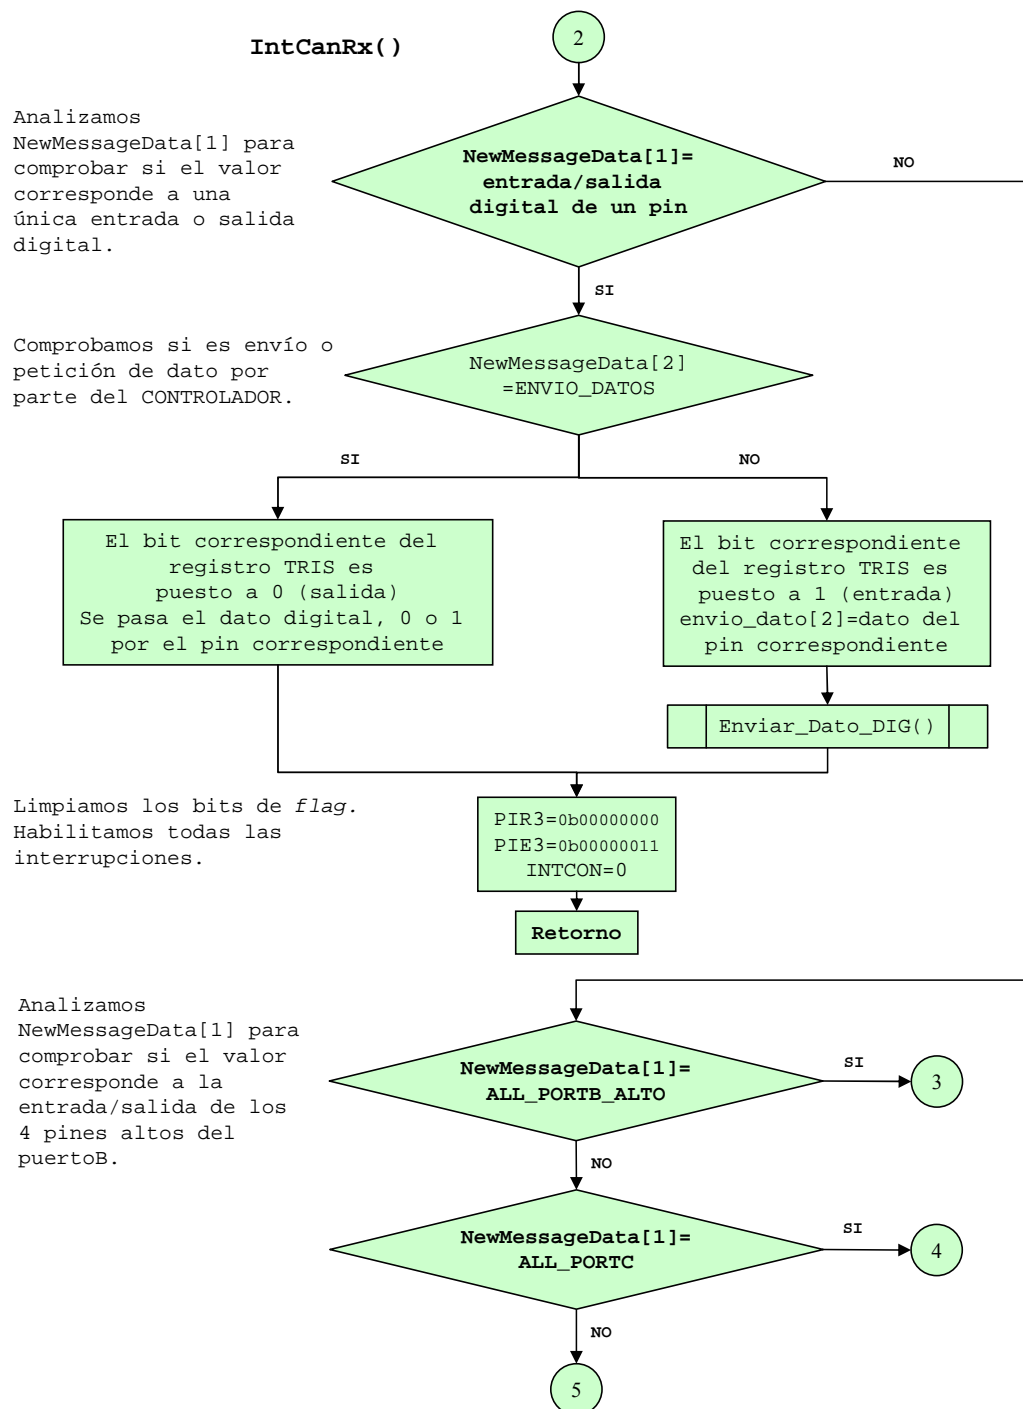 IntCanRx()
2
Analizamos
NewMessageData[1] para
comprobar si el valor
corresponde a una
única entrada o salida
digital.
NewMessageData[1]=
entrada/salida
digital de un pin
NO
SI
Comprobamos si es envío o
petición de dato por
parte del CONTROLADOR.
NewMessageData[2]
=ENVIO_DATOS
SI
NO
El bit correspondiente del
registro TRIS es
puesto a 0 (salida)
Se pasa el dato digital, 0 o 1
por el pin correspondiente
El bit correspondiente
del registro TRIS es
puesto a 1 (entrada)
envio_dato[2]=dato del
pin correspondiente
Enviar_Dato_DIG()
Limpiamos los bits de flag.
Habilitamos todas las
interrupciones.
PIR3=0b00000000
PIE3=0b00000011
INTCON=0
Retorno
Analizamos
NewMessageData[1] para
comprobar si el valor
corresponde a la
entrada/salida de los
4 pines altos del
puertoB.
NewMessageData[1]=
ALL_PORTB_ALTO
SI
3
NO
NewMessageData[1]=
ALL_PORTC
SI
4
NO
5